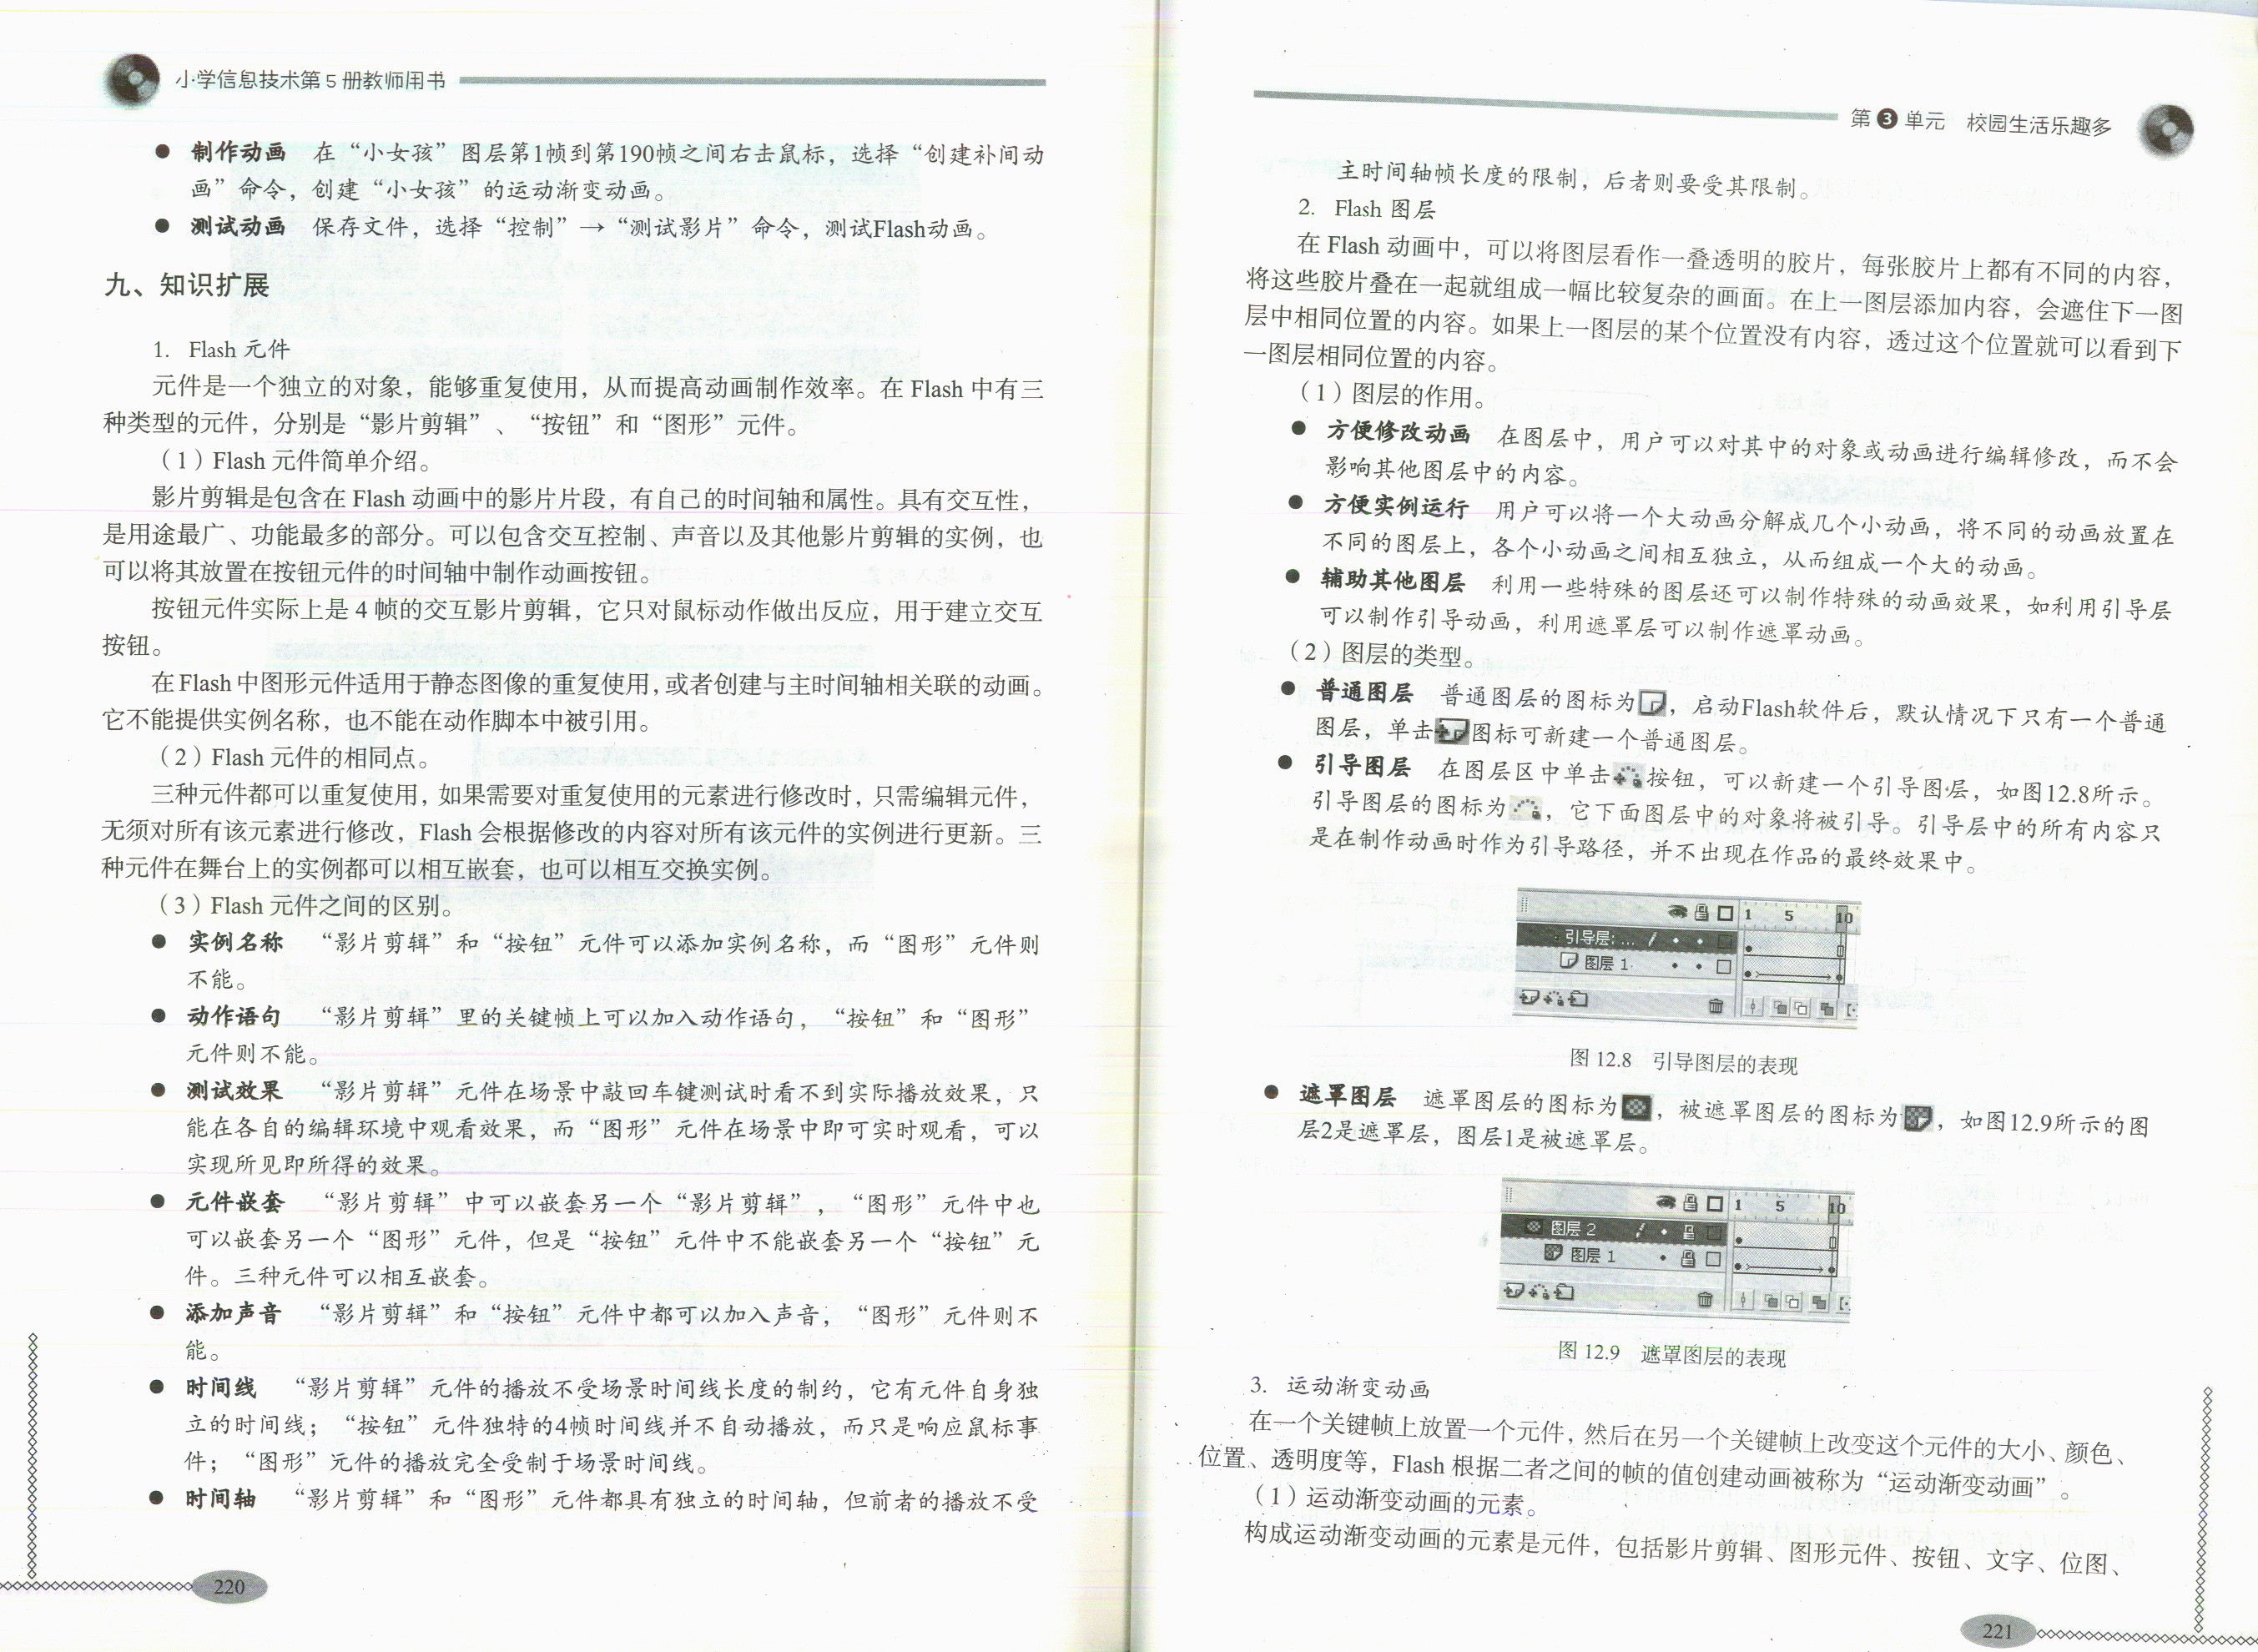 小学信息技术第5册教师用书
● 制作动画　在“小女孩”图层第1帧到第190帧之间右击鼠标，选择“创建补间动
画”命令，创建“小女孩”的运动渐变动画。
● 测试动画　保存文件，选择“控制”→“测试影片”命令，测试Flash动画。
九、知识扩展
1. Flash 元件
元件是一个独立的对象，能够重复使用，从而提高动画制作效率。在 Flash 中有三
种类型的元件，分别是“影片剪辑”、“按钮”和“图形”元件。
（1）Flash 元件简单介绍。
影片剪辑是包含在 Flash 动画中的影片片段，有自己的时间轴和属性。具有交互性，
是用途最广、功能最多的部分。可以包含交互控制、声音以及其他影片剪辑的实例，也
可以将其放置在按钮元件的时间轴中制作动画按钮。
按钮元件实际上是 4 帧的交互影片剪辑，它只对鼠标动作做出反应，用于建立交互
按钮。
在 Flash 中图形元件适用于静态图像的重复使用，或者创建与主时间轴相关联的动画。
它不能提供实例名称，也不能在动作脚本中被引用。
（2）Flash 元件的相同点。
三种元件都可以重复使用，如果需要对重复使用的元素进行修改时，只需编辑元件，
无须对所有该元素进行修改，Flash 会根据修改的内容对所有该元件的实例进行更新。三
种元件在舞台上的实例都可以相互嵌套，也可以相互交换实例。
（3）Flash 元件之间的区别。
● 实例名称　“影片剪辑”和“按钮”元件可以添加实例名称，而“图形”元件则
不能。
● 动作语句　“影片剪辑”里的关键帧上可以加入动作语句，“按钮”和“图形”
元件则不能。
● 测试效果　“影片剪辑”元件在场景中敲回车键测试时看不到实际播放效果，只
能在各自的编辑环境中观看效果，而“图形”元件在场景中即可实时观看，可以
实现所见即所得的效果。
● 元件嵌套　“影片剪辑”中可以嵌套另一个“影片剪辑”，“图形”元件中也
可以嵌套另一个“图形”元件，但是“按钮”元件中不能嵌套另一个“按钮”元
件。三种元件可以相互嵌套。
● 添加声音　“影片剪辑”和“按钮”元件中都可以加入声音，“图形”元件则不
能。
● 时间线　“影片剪辑”元件的播放不受场景时间线长度的制约，它有元件自身独
立的时间线；“按钮”元件独特的4帧时间线并不自动播放，而只是响应鼠标事
件；“图形”元件的播放完全受制于场景时间线。
● 时间轴　“影片剪辑”和“图形”元件都具有独立的时间轴，但前者的播放不受
220
第3单元　校园生活乐趣多
主时间轴帧长度的限制，后者则要受其限制。
2. Flash 图层
在 Flash 动画中，可以将图层看作一叠透明的胶片，每张胶片上都有不同的内容，
将这些胶片叠在一起就组成一幅比较复杂的画面。在上一图层添加内容，会遮住下一图
层中相同位置的内容。如果上一图层的某个位置没有内容，透过这个位置就可以看到下
一图层相同位置的内容。
（1）图层的作用。
● 方便修改动画　在图层中，用户可以对其中的对象或动画进行编辑修改，而不会
影响其他图层中的内容。
● 方便实例运行　用户可以将一个大动画分解成几个小动画，将不同的动画放置在
不同的图层上，各个小动画之间相互独立，从而组成一个大的动画。
● 辅助其他图层　利用一些特殊的图层还可以制作特殊的动画效果，如利用引导层
可以制作引导动画，利用遮罩层可以制作遮罩动画。
（2）图层的类型。
● 普通图层　普通图层的图标为，启动Flash软件后，默认情况下只有一个普通
图层，单击图标可新建一个普通图层。
● 引导图层　在图层区中单击按钮，可以新建一个引导图层，如图12.8所示。
引导图层的图标为，它下面图层中的对象将被引导。引导层中的所有内容只
是在制作动画时作为引导路径，并不出现在作品的最终效果中。
1 5 10
引导层: ...
图层 1
图 12.8　引导图层的表现
● 遮罩图层　遮罩图层的图标为，被遮罩图层的图标为，如图12.9所示的图
层2是遮罩层，图层1是被遮罩层。
1 5 10
图层 2
图层 1
图 12.9　遮罩图层的表现
3. 运动渐变动画
在一个关键帧上放置一个元件，然后在另一个关键帧上改变这个元件的大小、颜色、
位置、透明度等，Flash 根据二者之间的帧的值创建动画被称为“运动渐变动画”。
（1）运动渐变动画的元素。
构成运动渐变动画的元素是元件，包括影片剪辑、图形元件、按钮、文字、位图、
221